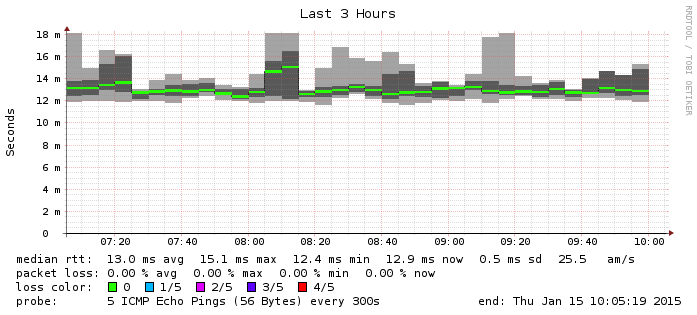 Last 3 Hours
RRDTOOL / TOBI OETIKER
Seconds
18 m
16 m
14 m
12 m
10 m
8 m
6 m
4 m
2 m
0
07:20 07:40 08:00 08:20 08:40 09:00 09:20 09:40 10:00
median rtt: 13.0 ms avg 15.1 ms max 12.4 ms min 12.9 ms now 0.5 ms sd 25.5 am/s
packet loss: 0.00 % avg 0.00 % max 0.00 % min 0.00 % now
loss color: 0 1/5 2/5 3/5 4/5
probe: 5 ICMP Echo Pings (56 Bytes) every 300s end: Thu Jan 15 10:05:19 2015